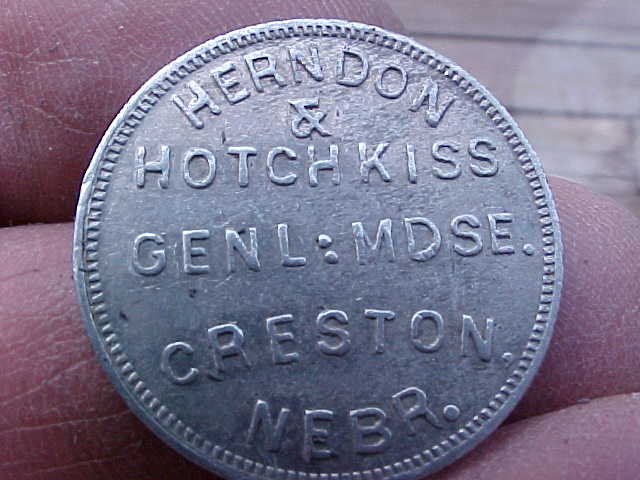 HERNDON
&
HOTCHKISS
GENL: MDSE.
CRESTON,
NEBR.